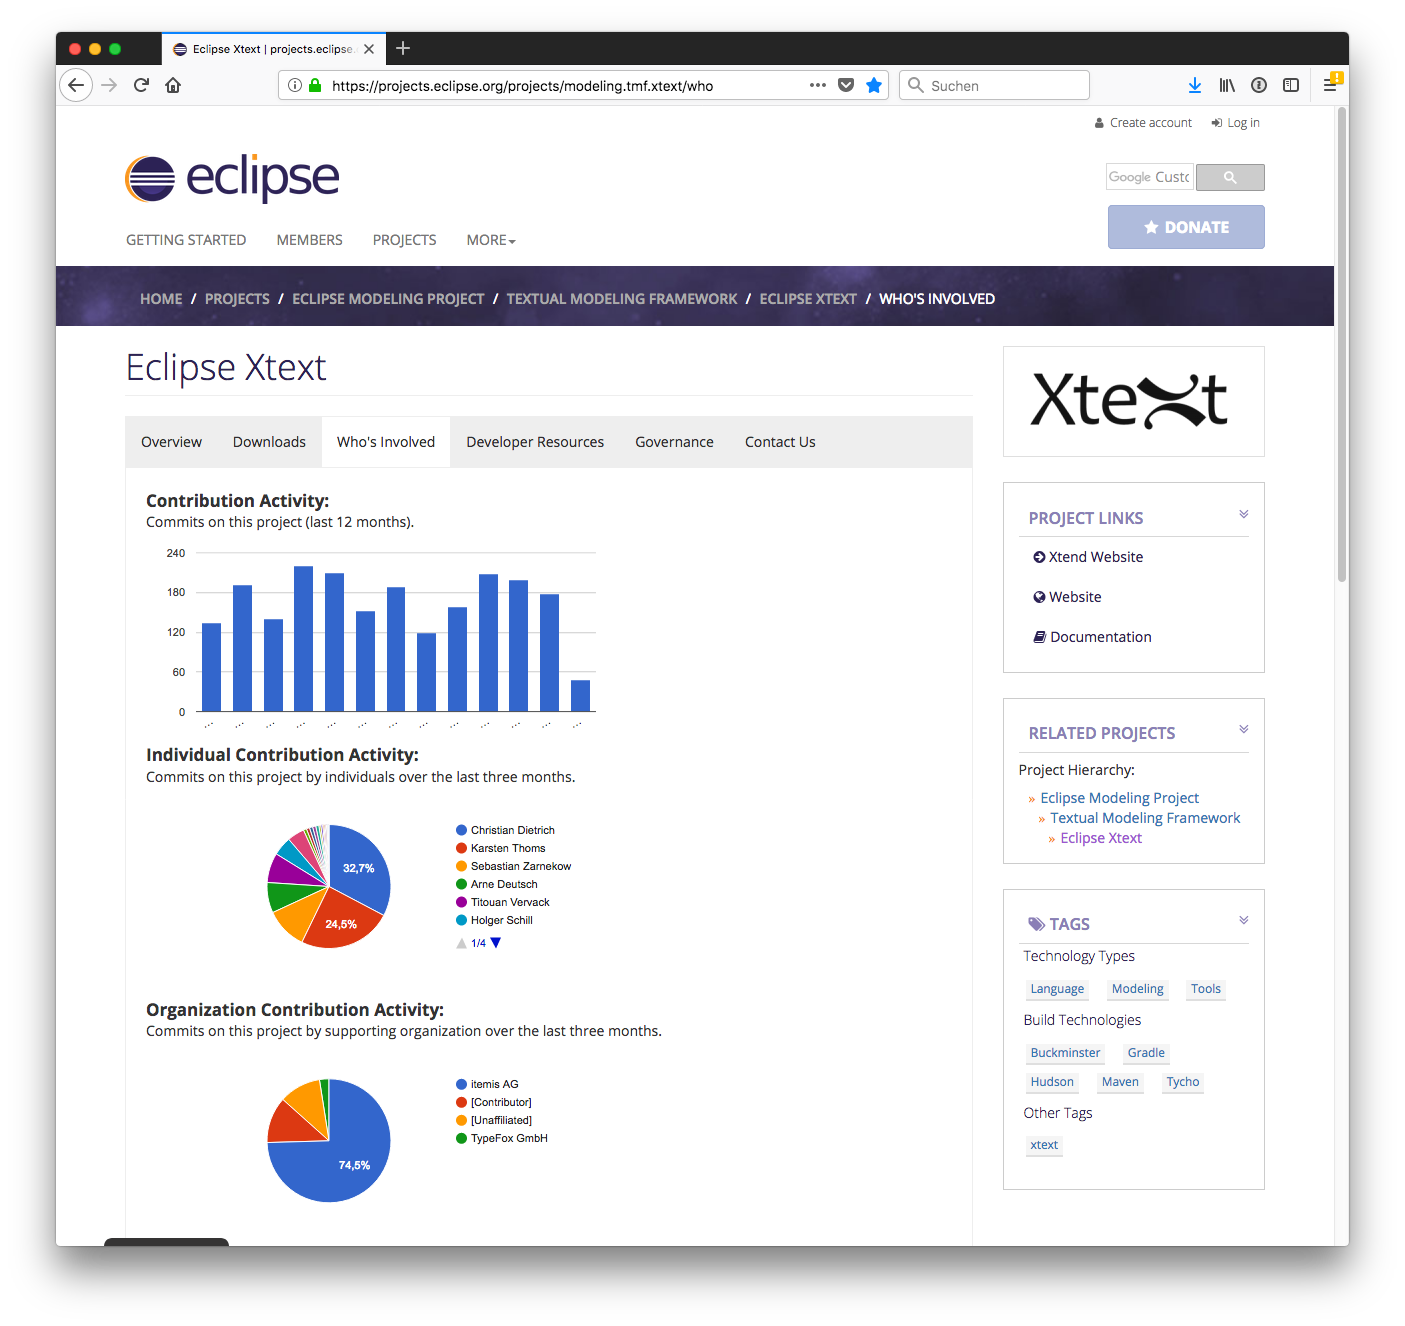 Eclipse Xtext | projects.eclipse.
https://projects.eclipse.org/projects/modeling.tmf.xtext/who
Suchen
Create account
Log in
eclipse
Google
DONATE
GETTING STARTED
MEMBERS
PROJECTS
MORE
HOME / PROJECTS / ECLIPSE MODELING PROJECT / TEXTUAL MODELING FRAMEWORK / ECLIPSE XTEXT / WHO'S INVOLVED
Eclipse Xtext
Overview
Downloads
Who's Involved
Developer Resources
Governance
Contact Us
Contribution Activity:
Commits on this project (last 12 months).
240
180
120
60
0
Individual Contribution Activity:
Commits on this project by individuals over the last three months.
32,7%
24,5%
Christian Dietrich
Karsten Thoms
Sebastian Zarnekow
Arne Deutsch
Titouan Vervack
Holger Schill
1/4
Organization Contribution Activity:
Commits on this project by supporting organization over the last three months.
74,5%
itemis AG
[Contributor]
[Unaffiliated]
TypeFox GmbH
Xtext
PROJECT LINKS
Xtend Website
Website
Documentation
RELATED PROJECTS
Project Hierarchy:
» Eclipse Modeling Project
» Textual Modeling Framework
» Eclipse Xtext
TAGS
Technology Types
Language
Modeling
Tools
Build Technologies
Buckminster
Gradle
Hudson
Maven
Tycho
Other Tags
xtext